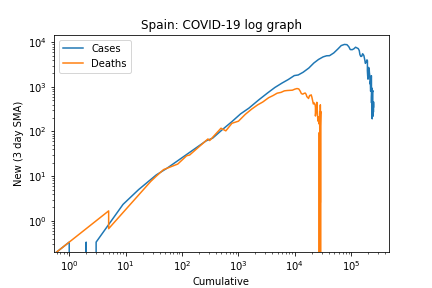 Spain: COVID-19 log graph
Cases
Deaths
New (3 day SMA)
10⁴
10³
10²
10¹
10⁰
10⁰ 10¹ 10² 10³ 10⁴ 10⁵
Cumulative